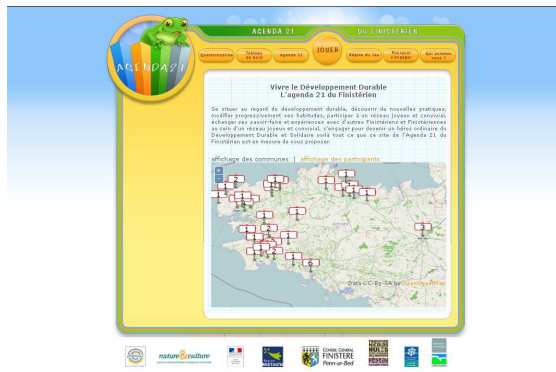 AGENDA 21 DU FINISTÉRIEN
AGENDA21
Questionnaires
Tableau
de bord
Agenda 21
JOUER
Règles du Jeu
Pourquoi
s'engager
Qui sommes
nous ?
Vivre le Développement Durable
L'agenda 21 du Finistérien
Se situer au regard du développement durable, découvrir de nouvelles pratiques,
modifier progressivement ses habitudes, participer à un réseau joyeux et convivial,
échanger ses savoir-faire et expériences avec d'autres Finistériens et Finistériennes
au sein d'un réseau joyeux et convivial, s'engager pour devenir un héros ordinaire du
Développement Durable et Solidaire voilà tout ce que ce site de l'Agenda 21 du
Finistérien est en mesure de vous proposer.
affichage des communes | affichage des participants
Data CC-By-SA by OpenStreetMap
nature&culture
BRETAGNE
CONSEIL GÉNÉRAL
FINISTERE
Penn-ar-Bed